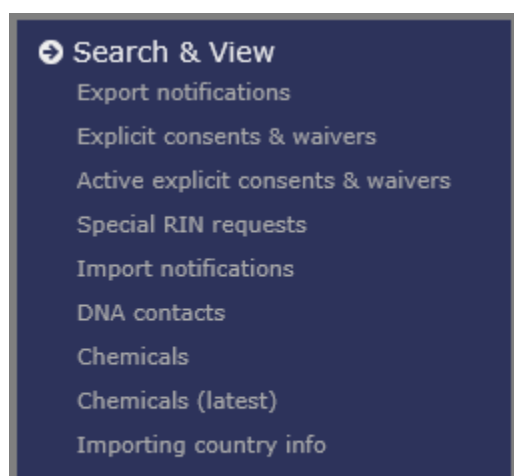 Search & View
Export notifications
Explicit consents & waivers
Active explicit consents & waivers
Special RIN requests
Import notifications
DNA contacts
Chemicals
Chemicals (latest)
Importing country info